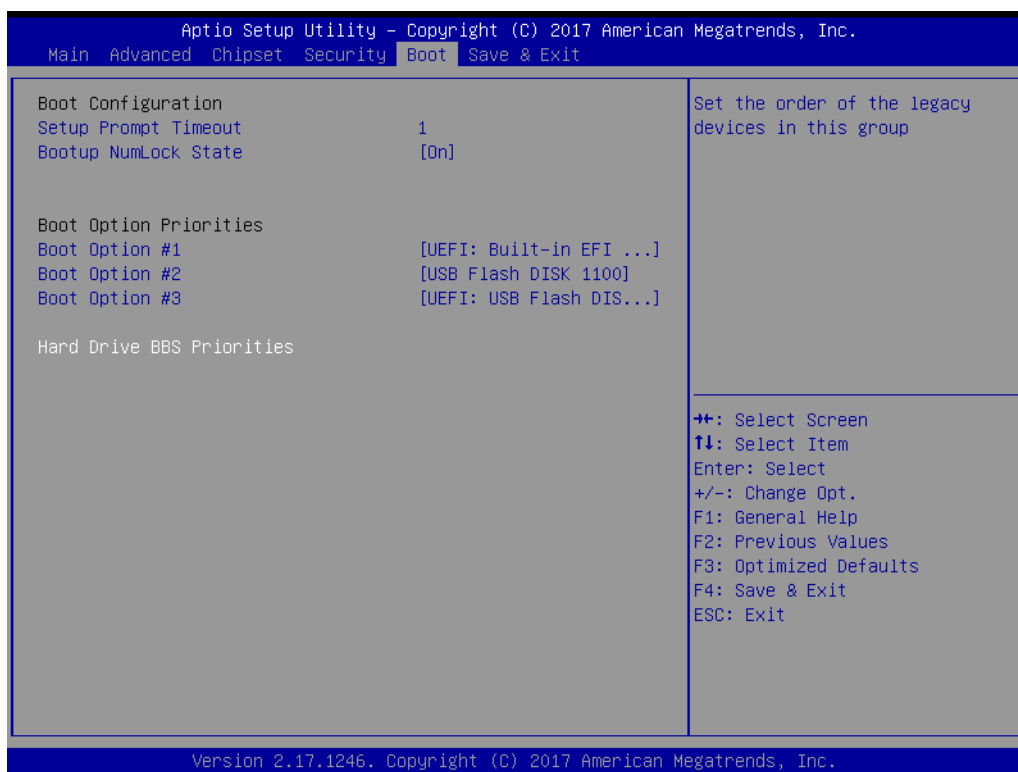 Aptio Setup Utility – Copyright (C) 2017 American Megatrends, Inc.
Main Advanced Chipset Security Boot Save & Exit
Boot Configuration
Setup Prompt Timeout 1
Bootup NumLock State [On]
Boot Option Priorities
Boot Option #1 [UEFI: Built-in EFI ...]
Boot Option #2 [USB Flash DISK 1100]
Boot Option #3 [UEFI: USB Flash DIS...]
Hard Drive BBS Priorities
Set the order of the legacy
devices in this group
→←: Select Screen
↑↓: Select Item
Enter: Select
+/-: Change Opt.
F1: General Help
F2: Previous Values
F3: Optimized Defaults
F4: Save & Exit
ESC: Exit
Version 2.17.1246. Copyright (C) 2017 American Megatrends, Inc.